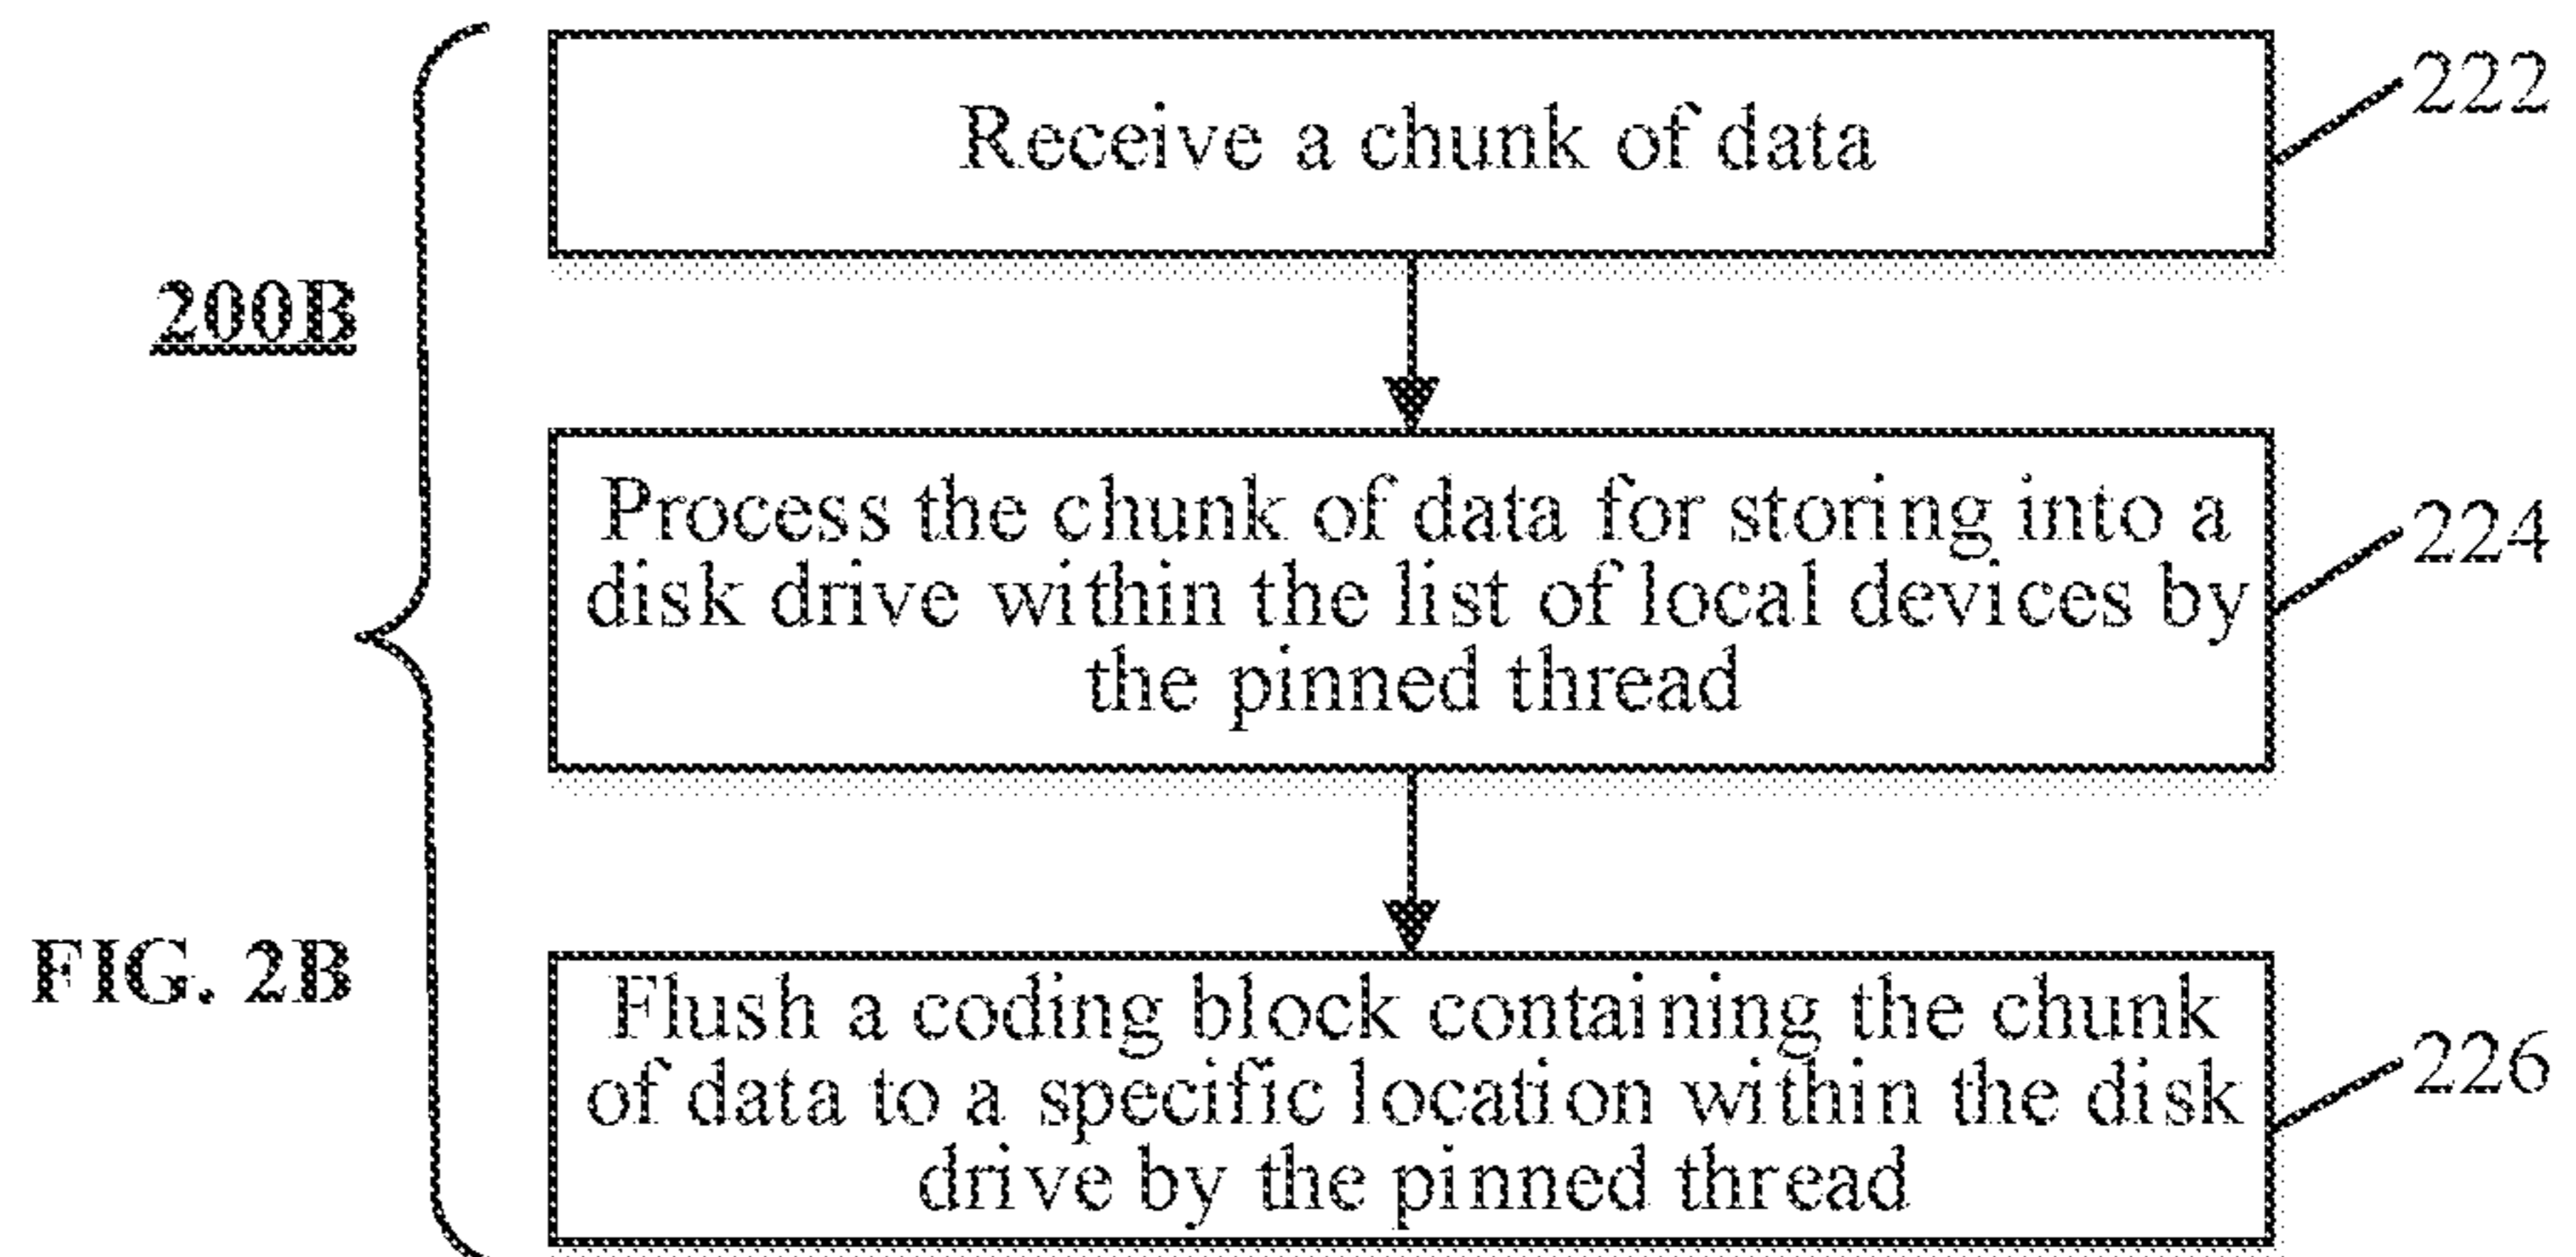 Receive a chunk of data
222
200B
Process the chunk of data for storing into a
disk drive within the list of local devices by
the pinned thread
224
FIG. 2B
Flush a coding block containing the chunk
of data to a specific location within the disk
drive by the pinned thread
226